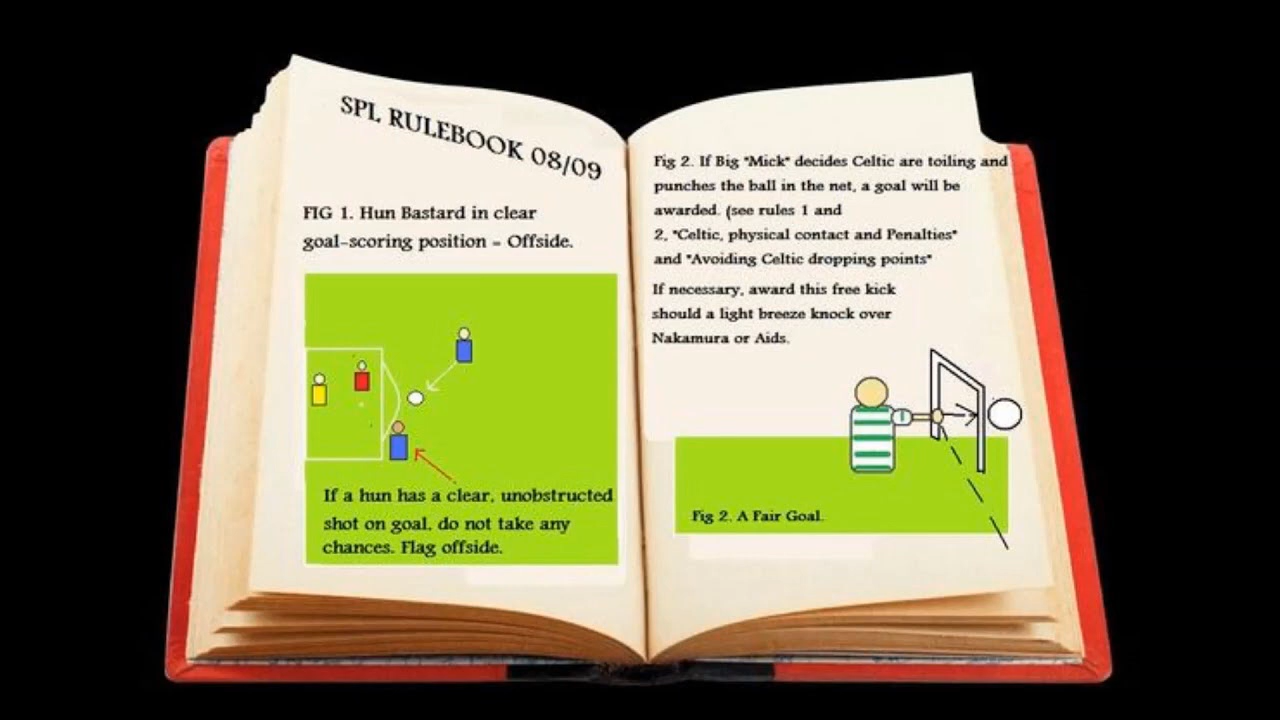 SPL RULEBOOK 08/09
FIG 1. Hun Bastard in clear
goal-scoring position = Offside.
If a hun has a clear, unobstructed
shot on goal, do not take any
chances. Flag offside.
Fig 2. If Big "Mick" decides Celtic are toiling and
punches the ball in the net, a goal will be
awarded. (see rules 1 and
2, "Celtic, physical contact and Penalties"
and "Avoiding Celtic dropping points"
If necessary, award this free kick
should a light breeze knock over
Nakamura or Aids.
Fig 2. A Fair Goal.